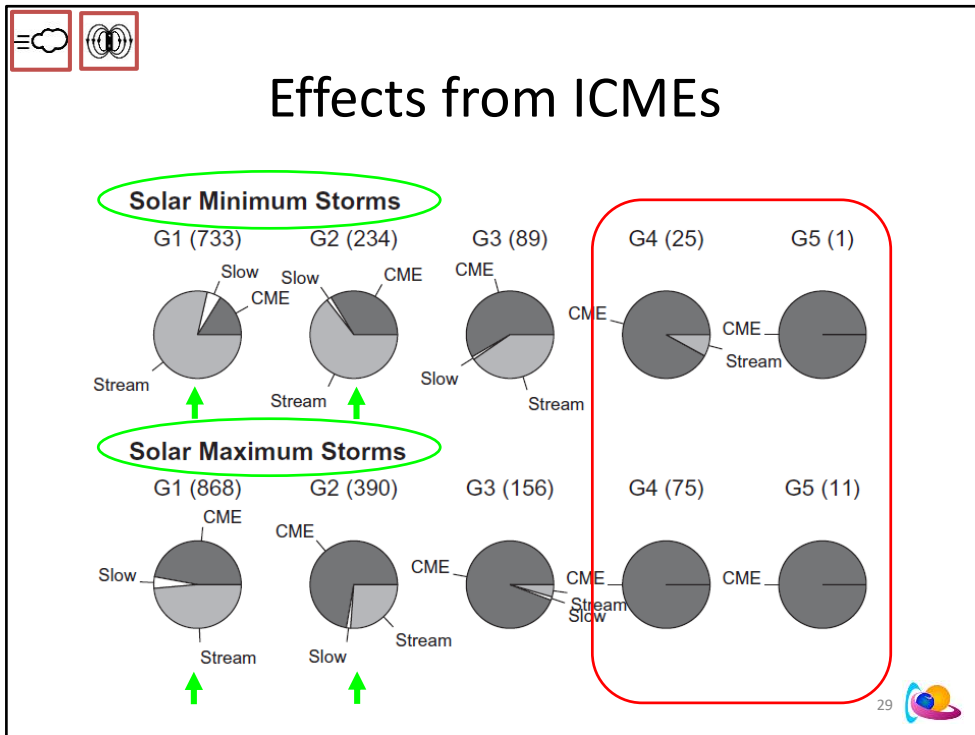 Effects from ICMEs
Solar Minimum Storms
G1 (733) G2 (234) G3 (89) G4 (25) G5 (1)
Slow CME Stream
Slow CME Stream
CME Slow Stream
CME Stream
CME
Solar Maximum Storms
G1 (868) G2 (390) G3 (156) G4 (75) G5 (11)
CME Slow Stream
CME Slow Stream
CME Stream Slow
CME
CME
29